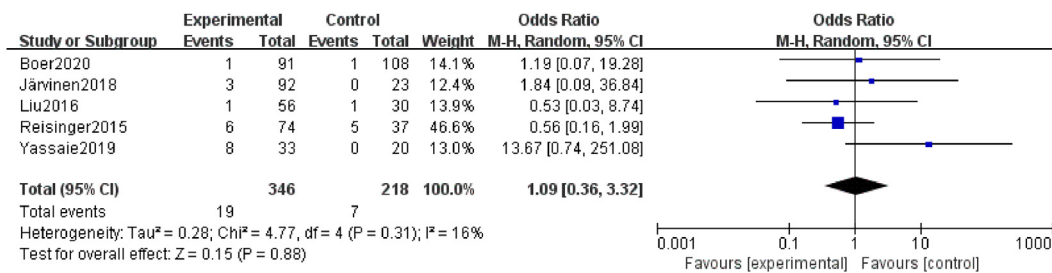 Experimental Control Odds Ratio Odds Ratio
Study or Subgroup Events Total Events Total Weight M-H, Random, 95% CI M-H, Random, 95% CI
Boer2020 1 91 1 108 14.1% 1.19 [0.07, 19.28]
Järvinen2018 3 92 0 23 12.4% 1.84 [0.09, 36.84]
Liu2016 1 56 1 30 13.9% 0.53 [0.03, 8.74]
Reisinger2015 6 74 5 37 46.6% 0.56 [0.16, 1.99]
Yassaie2019 8 33 0 20 13.0% 13.67 [0.74, 251.08]
Total (95% CI) 346 218 100.0% 1.09 [0.36, 3.32]
Total events 19 7
Heterogeneity: Tau² = 0.28; Chi² = 4.77, df = 4 (P = 0.31); I² = 16%
Test for overall effect: Z = 0.15 (P = 0.88)
0.001 0.1 1 10 1000
Favours [experimental] Favours [control]